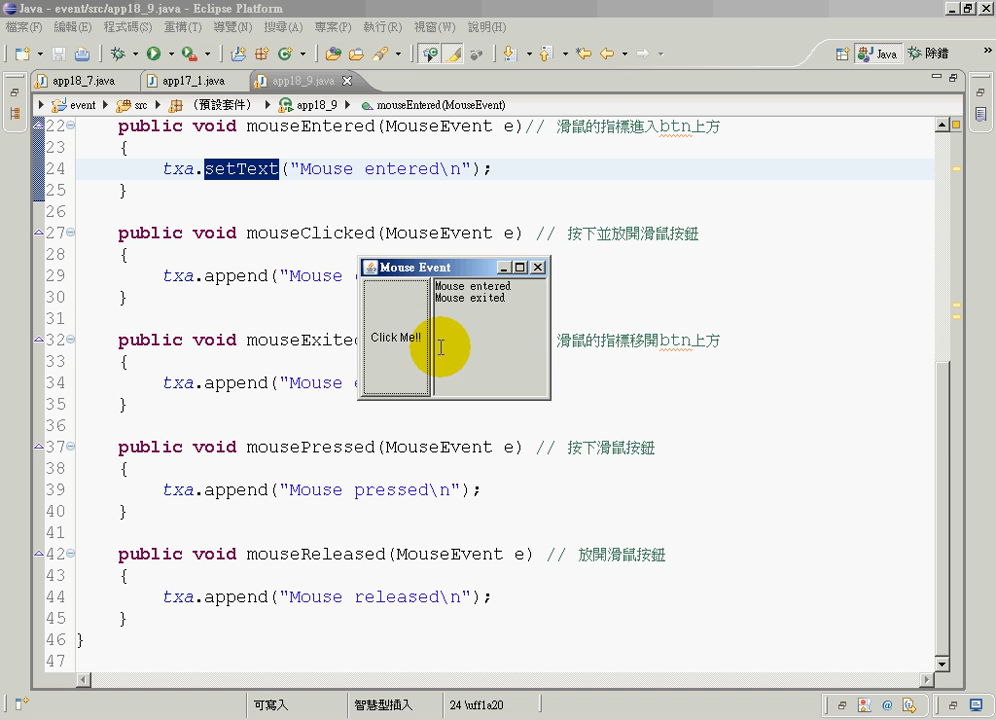 Java - event/src/app18_9.java - Eclipse Platform
檔案(F) 編輯(E) 程式碼(S) 重構(T) 導覽(N) 搜尋(A) 專案(P) 執行(R) 視窗(W) 說明(H)
Java 除錯
app18_7.java app17_1.java app18_9.java
event src (預設套件) app18_9 mouseEntered(MouseEvent)
22 public void mouseEntered(MouseEvent e)// 滑鼠的指標進入btn上方
23 {
24 txa.setText("Mouse entered\n");
25 }
26
27 public void mouseClicked(MouseEvent e) // 按下並放開滑鼠按鈕
28 {
29 txa.append("Mouse
30 }
31
32 public void mouseExite 滑鼠的指標移開btn上方
33 {
34 txa.append("Mouse
35 }
36
37 public void mousePressed(MouseEvent e) // 按下滑鼠按鈕
38 {
39 txa.append("Mouse pressed\n");
40 }
41
42 public void mouseReleased(MouseEvent e) // 放開滑鼠按鈕
43 {
44 txa.append("Mouse released\n");
45 }
46 }
47
Mouse Event
Click Me!!
Mouse entered
Mouse exited
可寫入 智慧型插入 24 \uff1a20